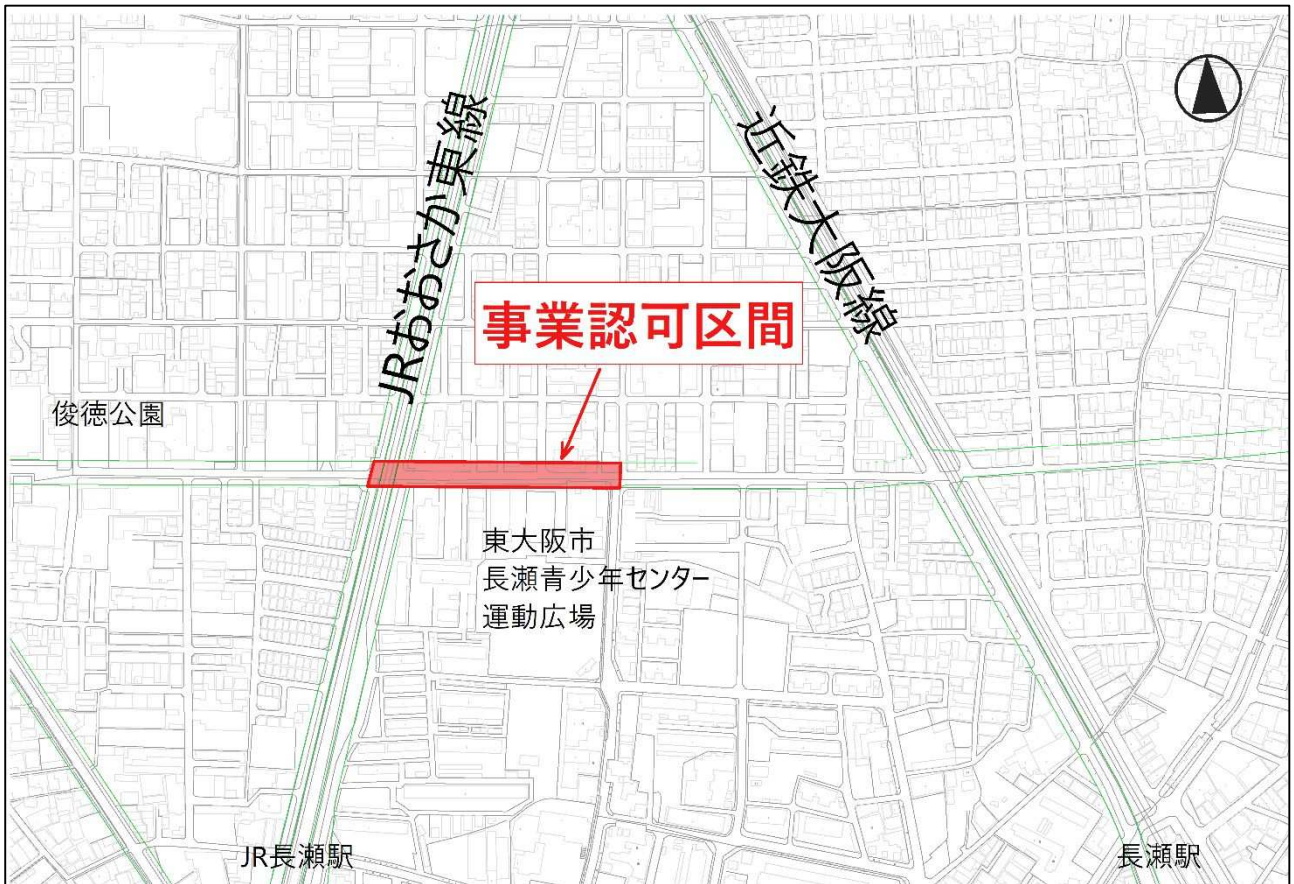 JRおおさか東線
近鉄大阪線
事業認可区間
俊徳公園
東大阪市
長瀬青少年センター
運動広場
JR長瀬駅
長瀬駅